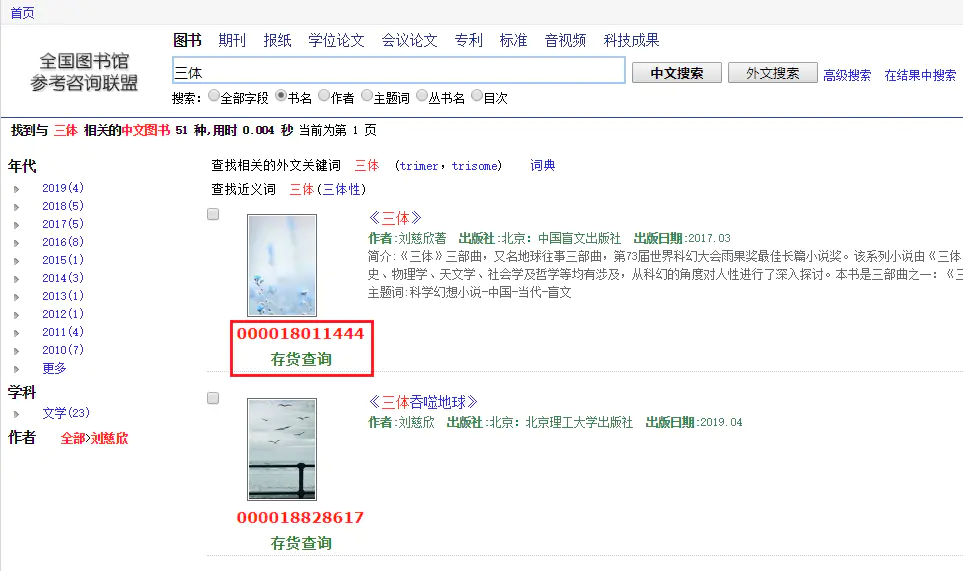 首页
全国图书馆
参考咨询联盟
图书 期刊 报纸 学位论文 会议论文 专利 标准 音视频 科技成果
三体
中文搜索 外文搜索 高级搜索 在结果中搜索
搜索: 全部字段 书名 作者 主题词 丛书名 目次
找到与 三体 相关的中文图书 51 种,用时 0.004 秒 当前为第 1 页
年代
2019(4)
2018(5)
2017(5)
2016(8)
2015(1)
2014(3)
2013(1)
2012(1)
2011(4)
2010(7)
更多
学科
文学(23)
作者 全部>刘慈欣
查找相关的外文关键词 三体 (trimer, trisome) 词典
查找近义词 三体(三体性)
《三体》
作者:刘慈欣著 出版社:北京：中国盲文出版社 出版日期:2017.03
简介:《三体》三部曲，又名地球往事三部曲，第73届世界科幻大会雨果奖最佳长篇小说奖。该系列小说由《三体
史、物理学、天文学、社会学及哲学等均有涉及，从科幻的角度对人性进行了深入探讨。本书是三部曲之一：《三
主题词:科学幻想小说-中国-当代-盲文
000018011444
存货查询
《三体吞噬地球》
作者:刘慈欣 出版社:北京：北京理工大学出版社 出版日期:2019.04
000018828617
存货查询